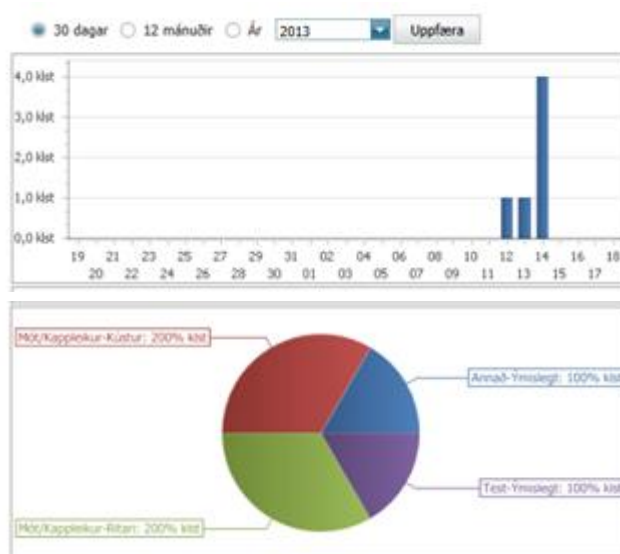 30 dagar 12 mánuðir Ár 2013 Uppfæra
4,0 klst
3,0 klst
2,0 klst
1,0 klst
0,0 klst
19 21 23 25 27 29 31 02 04 06 08 10 12 14 16 18
20 22 24 26 28 30 01 03 05 07 09 11 13 15 17
Mót/Kappleikur-Kústur: 200% klst
Annað-Ýmislegt: 100% klst
Test-Ýmislegt: 100% klst
Mót/Kappleikur-Ritari: 200% klst